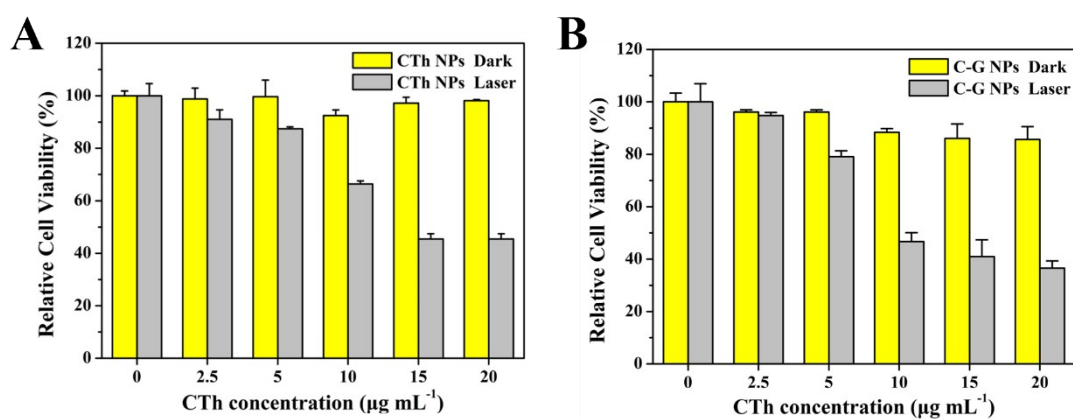 A
Relative Cell Viability (%)
120
100
80
60
40
20
0
CTh NPs Dark
CTh NPs Laser
0 2.5 5 10 15 20
CTh concentration (μg mL⁻¹)
B
Relative Cell Viability (%)
120
100
80
60
40
20
0
C-G NPs Dark
C-G NPs Laser
0 2.5 5 10 15 20
CTh concentration (μg mL⁻¹)